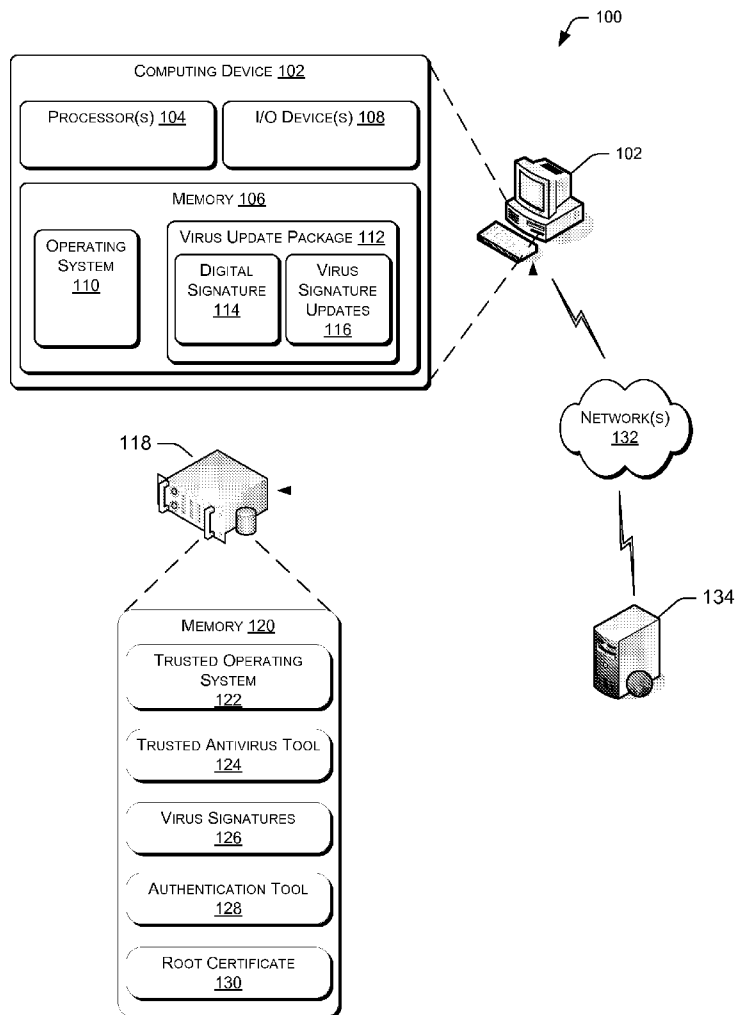 100
COMPUTING DEVICE 102
PROCESSOR(S) 104
I/O DEVICE(S) 108
102
MEMORY 106
OPERATING
SYSTEM
110
VIRUS UPDATE PACKAGE 112
DIGITAL
SIGNATURE
114
VIRUS
SIGNATURE
UPDATES
116
NETWORK(S)
132
118
134
MEMORY 120
TRUSTED OPERATING
SYSTEM
122
TRUSTED ANTIVIRUS TOOL
124
VIRUS SIGNATURES
126
AUTHENTICATION TOOL
128
ROOT CERTIFICATE
130